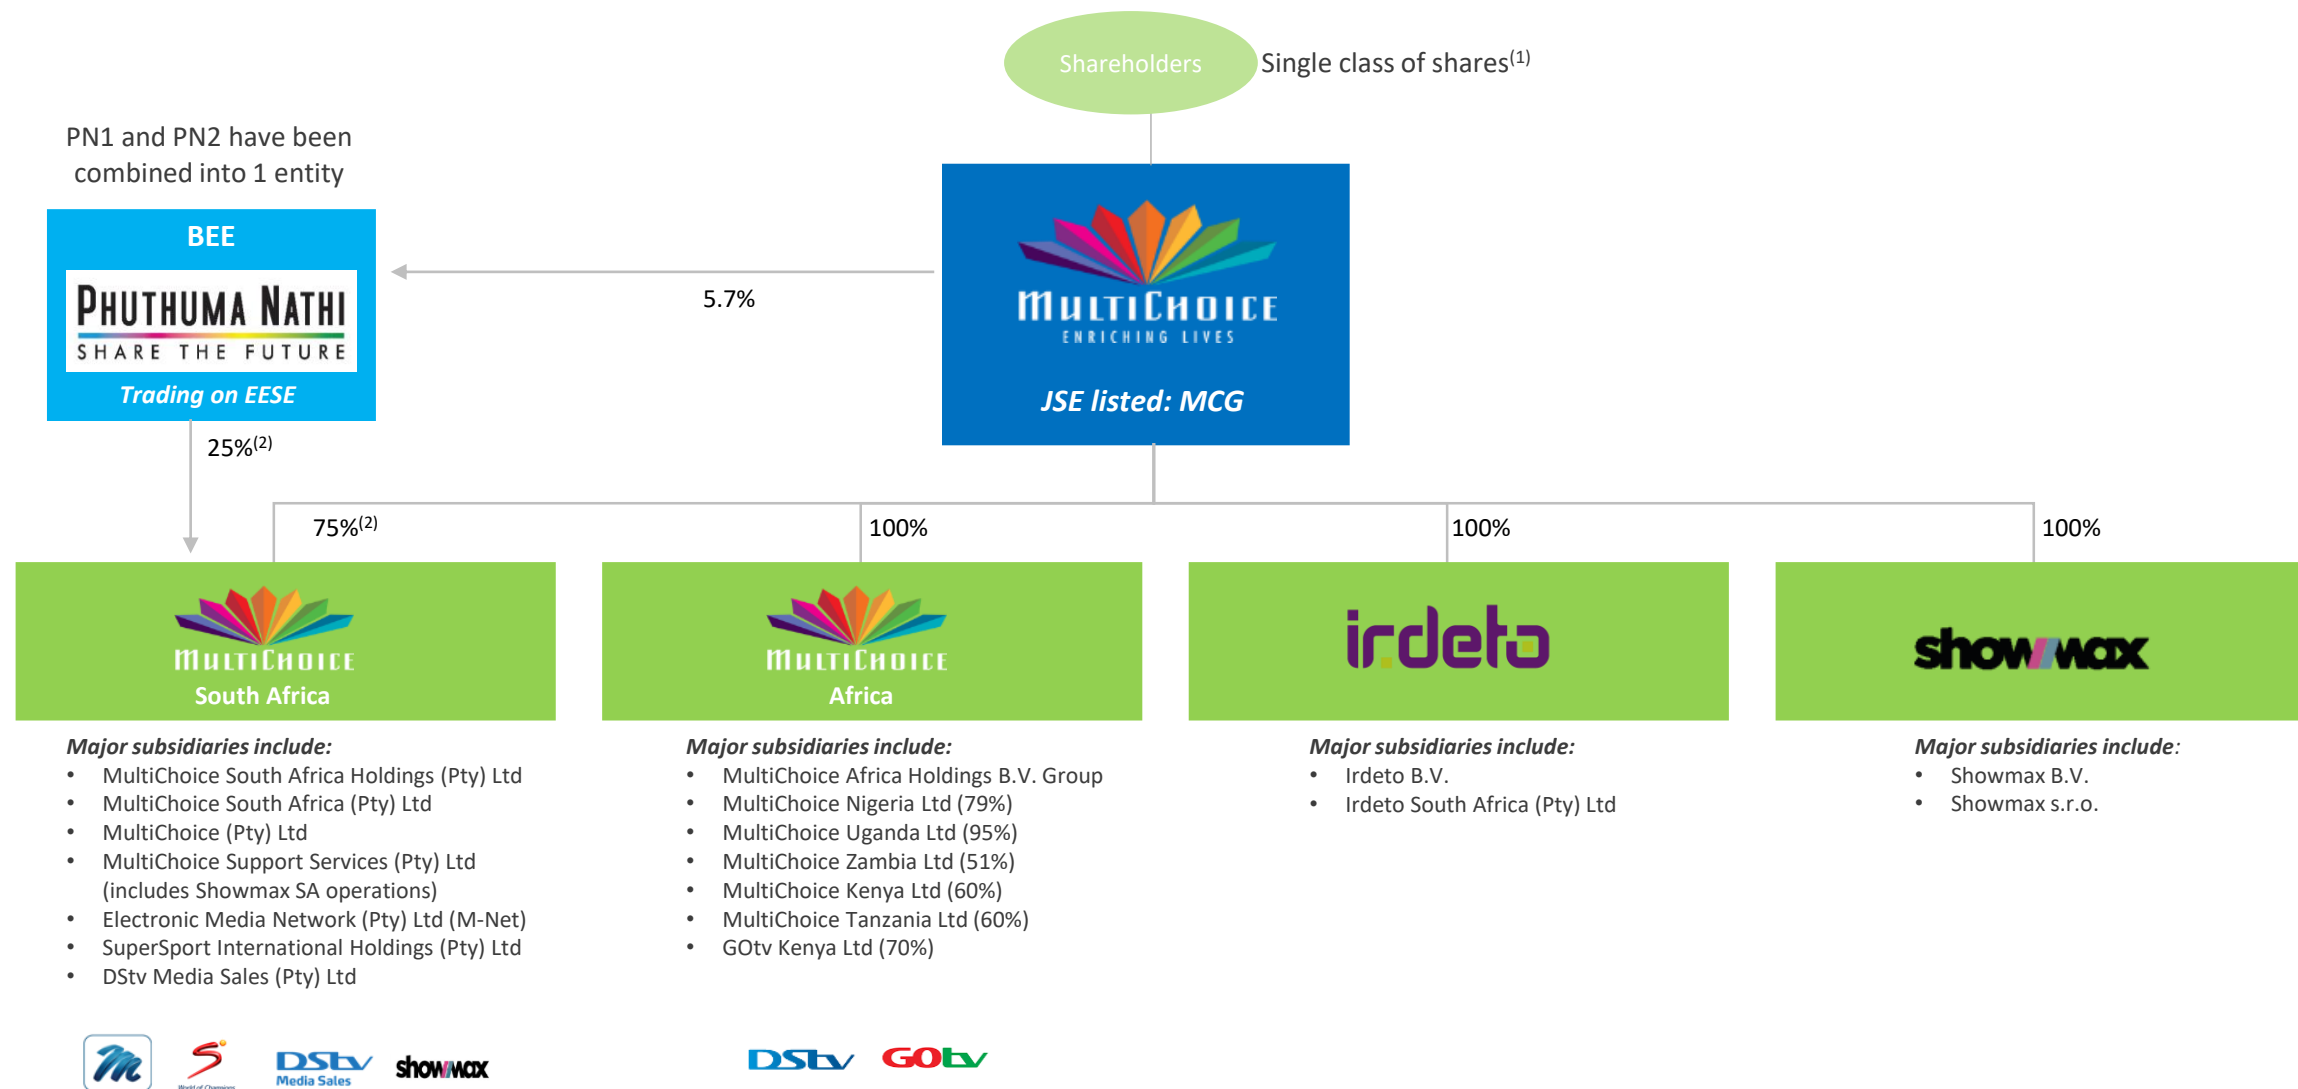 Shareholders
Single class of shares(1)
PN1 and PN2 have been
combined into 1 entity
BEE
PHUTHUMA NATHI
SHARE THE FUTURE
Trading on EESE
5.7%
MULTICHOICE
ENRICHING LIVES
JSE listed: MCG
25%(2)
75%(2)
100%
100%
100%
MULTICHOICE
South Africa
MULTICHOICE
Africa
irdeto
showmax
Major subsidiaries include:
• MultiChoice South Africa Holdings (Pty) Ltd
• MultiChoice South Africa (Pty) Ltd
• MultiChoice (Pty) Ltd
• MultiChoice Support Services (Pty) Ltd
(includes Showmax SA operations)
• Electronic Media Network (Pty) Ltd (M-Net)
• SuperSport International Holdings (Pty) Ltd
• DStv Media Sales (Pty) Ltd
Major subsidiaries include:
• MultiChoice Africa Holdings B.V. Group
• MultiChoice Nigeria Ltd (79%)
• MultiChoice Uganda Ltd (95%)
• MultiChoice Zambia Ltd (51%)
• MultiChoice Kenya Ltd (60%)
• MultiChoice Tanzania Ltd (60%)
• GOtv Kenya Ltd (70%)
Major subsidiaries include:
• Irdeto B.V.
• Irdeto South Africa (Pty) Ltd
Major subsidiaries include:
• Showmax B.V.
• Showmax s.r.o.
M
S
World of Champions
DStv
Media Sales
showmax
DStv
GOtv